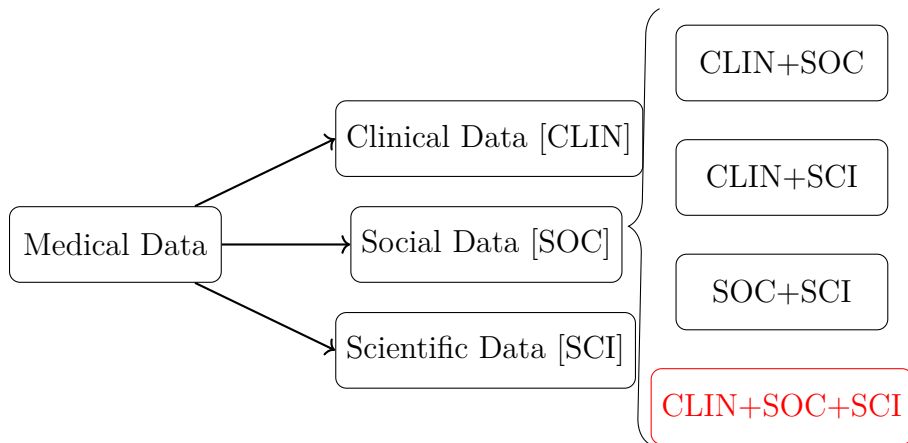 Medical Data
Clinical Data [CLIN]
Social Data [SOC]
Scientific Data [SCI]
CLIN+SOC
CLIN+SCI
SOC+SCI
CLIN+SOC+SCI